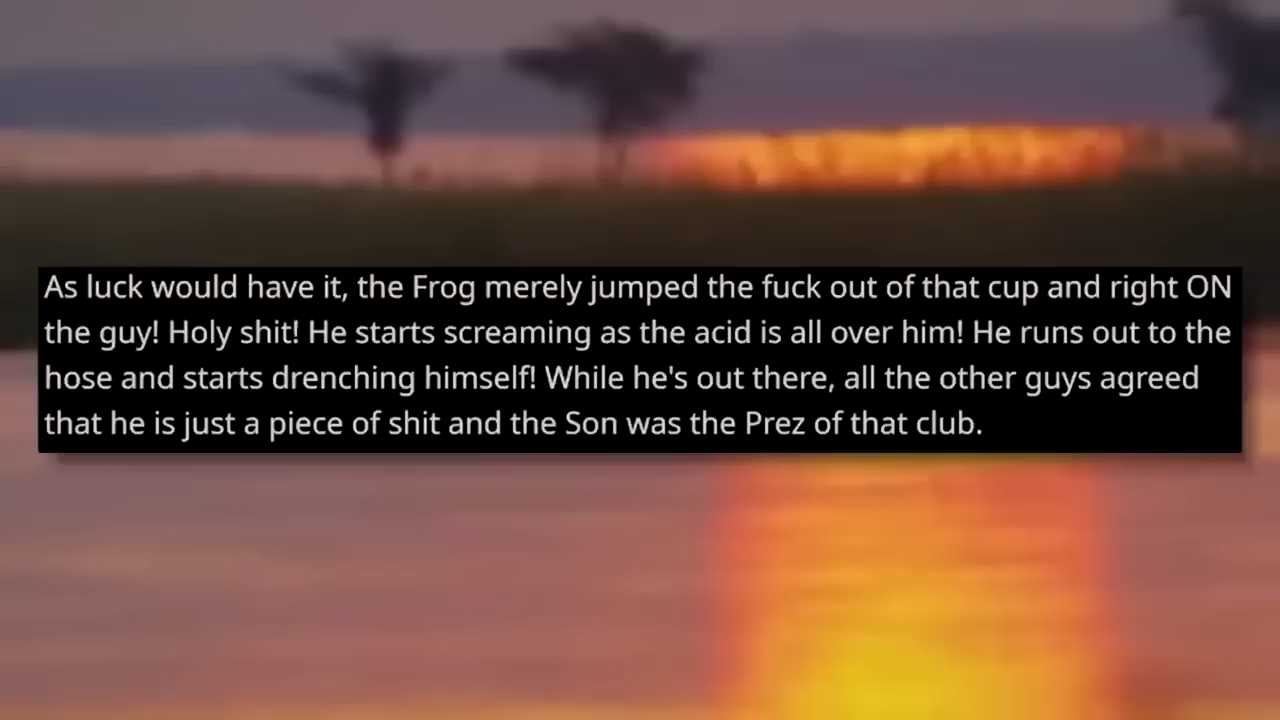 As luck would have it, the Frog merely jumped the fuck out of that cup and right ON
the guy! Holy shit! He starts screaming as the acid is all over him! He runs out to the
hose and starts drenching himself! While he's out there, all the other guys agreed
that he is just a piece of shit and the Son was the Prez of that club.